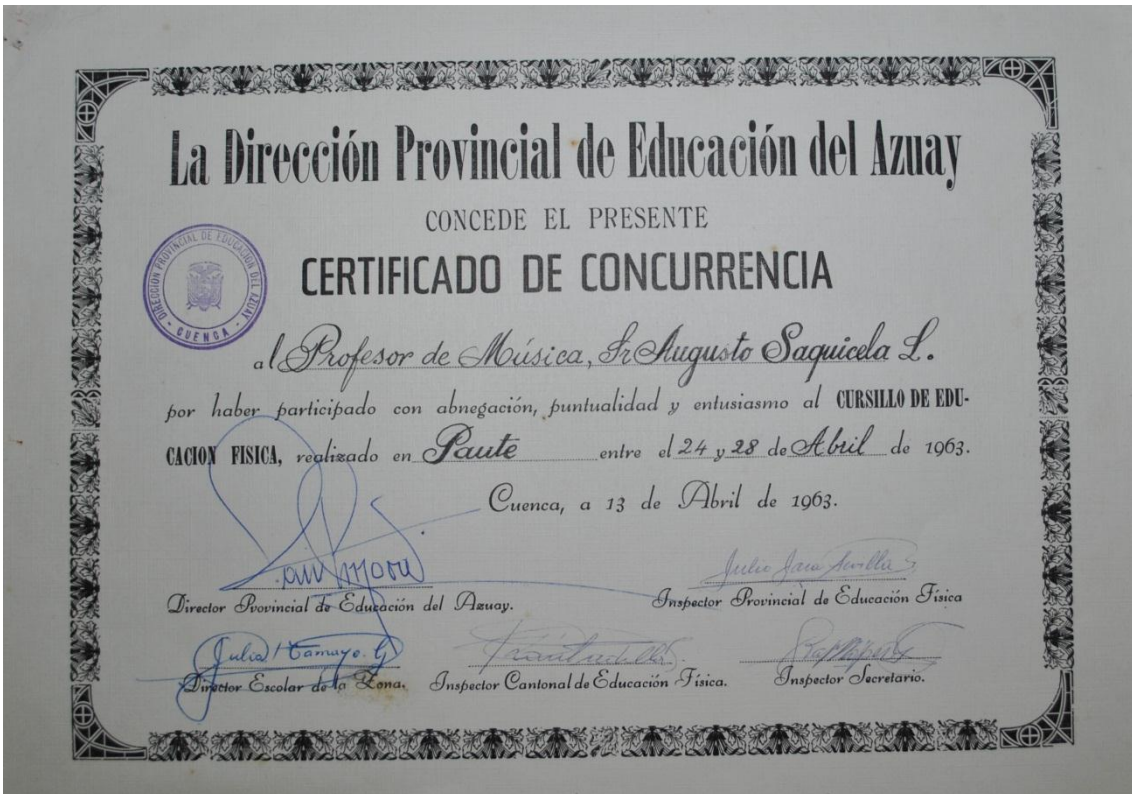 La Dirección Provincial de Educación del Azuay
CONCEDE EL PRESENTE
CERTIFICADO DE CONCURRENCIA
DIRECCIÓN PROVINCIAL DE EDUCACIÓN DEL AZUAY
- CUENCA -
al Profesor de Música, Sr Augusto Saquicela L.
por haber participado con abnegación, puntualidad y entusiasmo al CURSILLO DE EDU-
CACION FISICA, realizado en Paute entre el 24 y 28 de Abril de 1963.
Cuenca, a 13 de Abril de 1963.
Julio Jara
Director Provincial de Educación del Azuay.
Inspector Provincial de Educación Física
Julia Tamayo. G
Director Escolar de la Zona.
Inspector Cantonal de Educación Física.
Inspector Secretario.